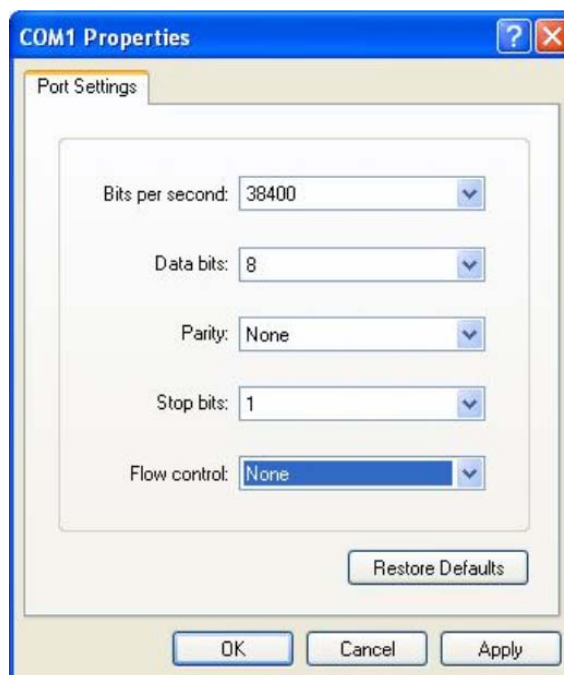 COM1 Properties
Port Settings
Bits per second: 38400
Data bits: 8
Parity: None
Stop bits: 1
Flow control: None
Restore Defaults
OK Cancel Apply